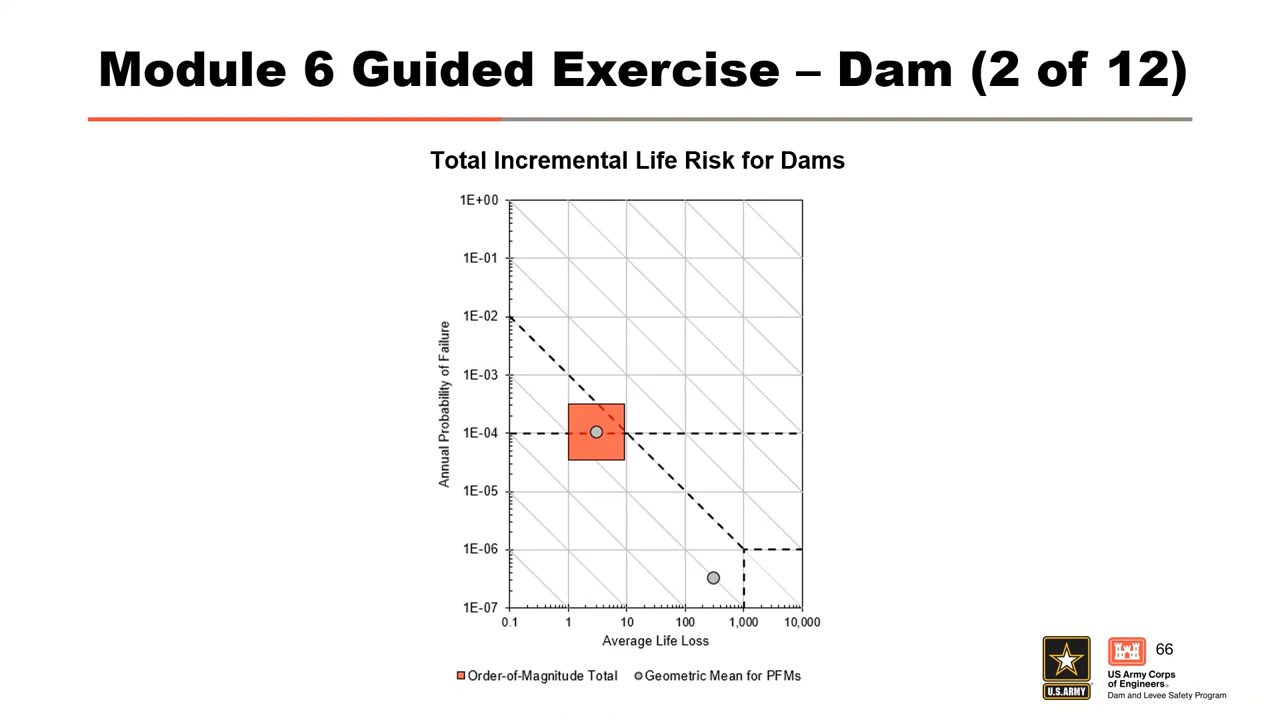 Module 6 Guided Exercise – Dam (2 of 12)
Total Incremental Life Risk for Dams
1E+00
1E-01
1E-02
1E-03
1E-04
1E-05
1E-06
1E-07
Annual Probability of Failure
0.1 1 10 100 1,000 10,000
Average Life Loss
Order-of-Magnitude Total Geometric Mean for PFMs
U.S.ARMY
66
US Army Corps
of Engineers®
Dam and Levee Safety Program